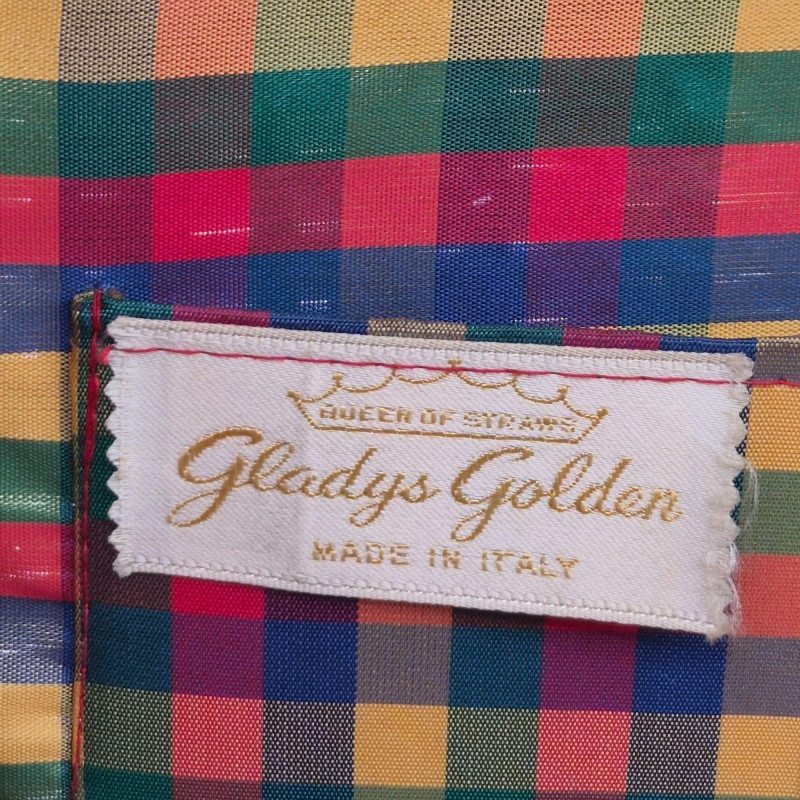 QUEEN OF STRAWS
Gladys Golden
MADE IN ITALY